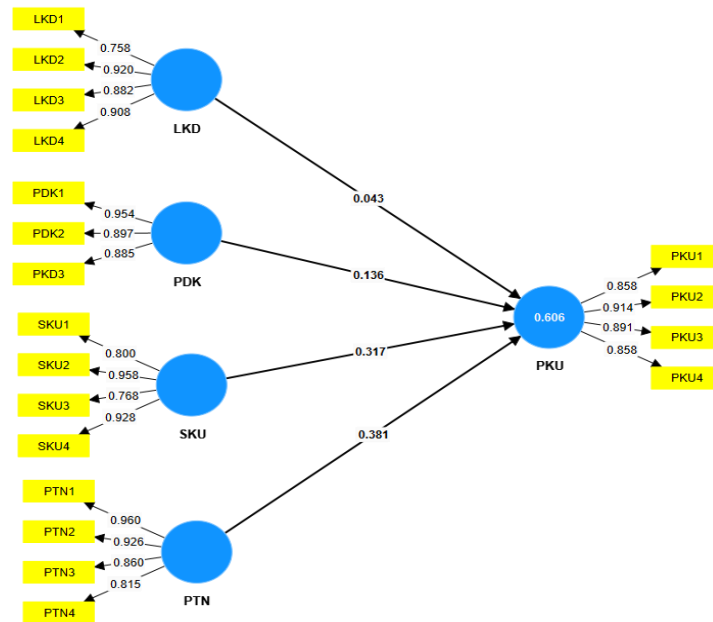 LKD1
LKD2
LKD3
LKD4
0.758
0.920
0.882
0.908
LKD
0.043
PDK1
PDK2
PKD3
0.954
0.897
0.885
PDK
0.136
SKU1
SKU2
SKU3
SKU4
0.800
0.958
0.768
0.928
SKU
0.317
PTN1
PTN2
PTN3
PTN4
0.960
0.926
0.860
0.815
PTN
0.381
0.606
PKU
0.858
0.914
0.891
0.858
PKU1
PKU2
PKU3
PKU4